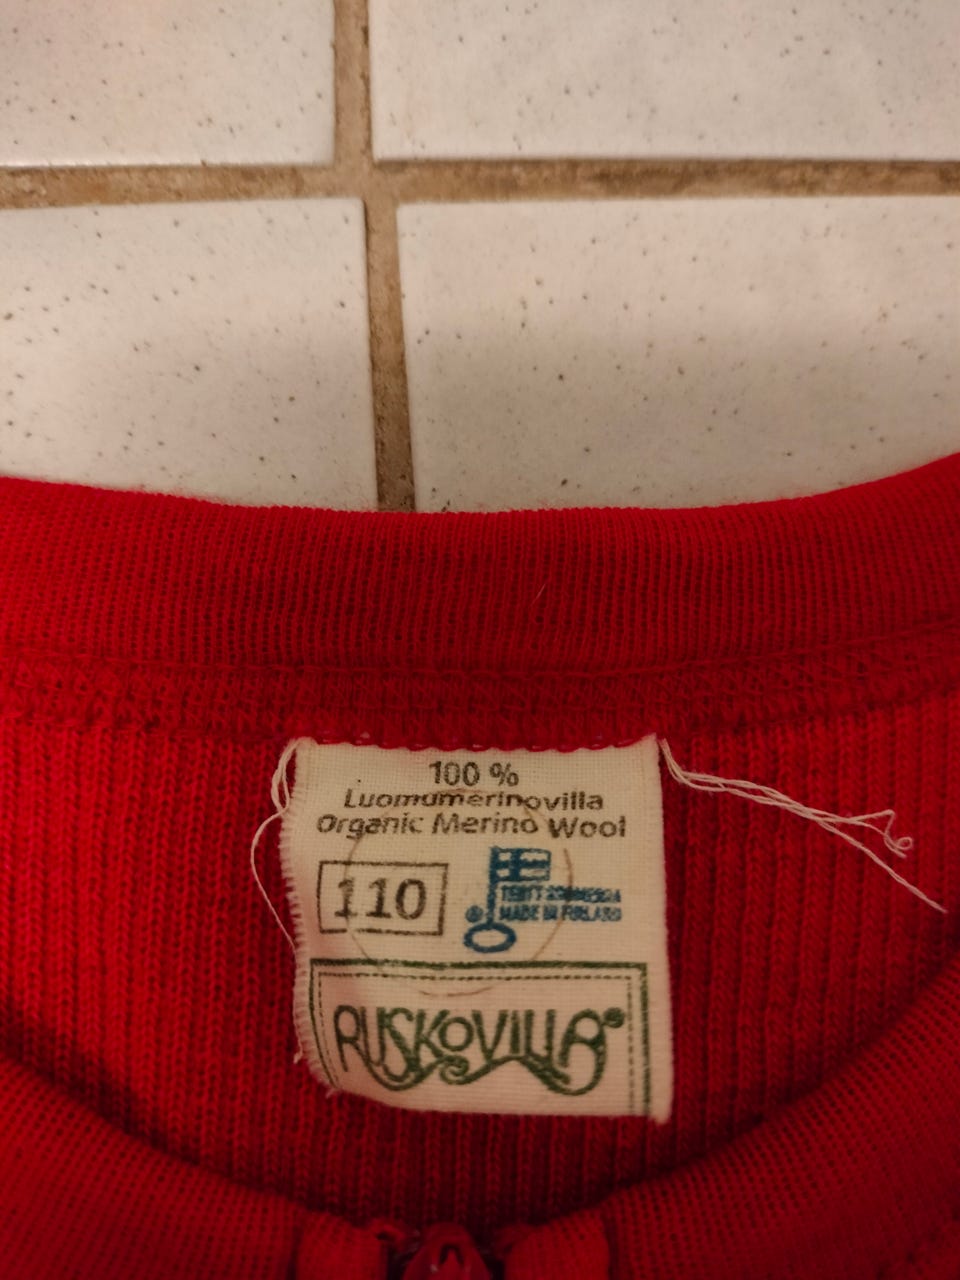 100 %
Luomumerinovilla
Organic Merino Wool
110
TEHTY SUOMESSA
® MADE IN FINLAND
RUSKOVILLA®